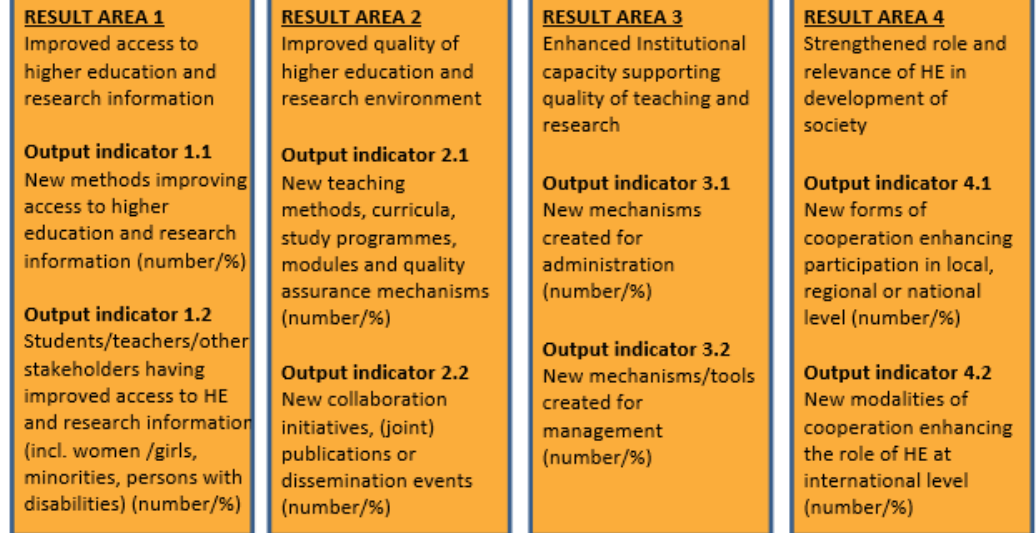 RESULT AREA 1
Improved access to
higher education and
research information
Output indicator 1.1
New methods improving
access to higher
education and research
information (number/%)
Output indicator 1.2
Students/teachers/other
stakeholders having
improved access to HE
and research information
(incl. women /girls,
minorities, persons with
disabilities) (number/%)
RESULT AREA 2
Improved quality of
higher education and
research environment
Output indicator 2.1
New teaching
methods, curricula,
study programmes,
modules and quality
assurance mechanisms
(number/%)
Output indicator 2.2
New collaboration
initiatives, (joint)
publications or
dissemination events
(number/%)
RESULT AREA 3
Enhanced Institutional
capacity supporting
quality of teaching and
research
Output indicator 3.1
New mechanisms
created for
administration
(number/%)
Output indicator 3.2
New mechanisms/tools
created for
management
(number/%)
RESULT AREA 4
Strengthened role and
relevance of HE in
development of
society
Output indicator 4.1
New forms of
cooperation enhancing
participation in local,
regional or national
level (number/%)
Output indicator 4.2
New modalities of
cooperation enhancing
the role of HE at
international level
(number/%)